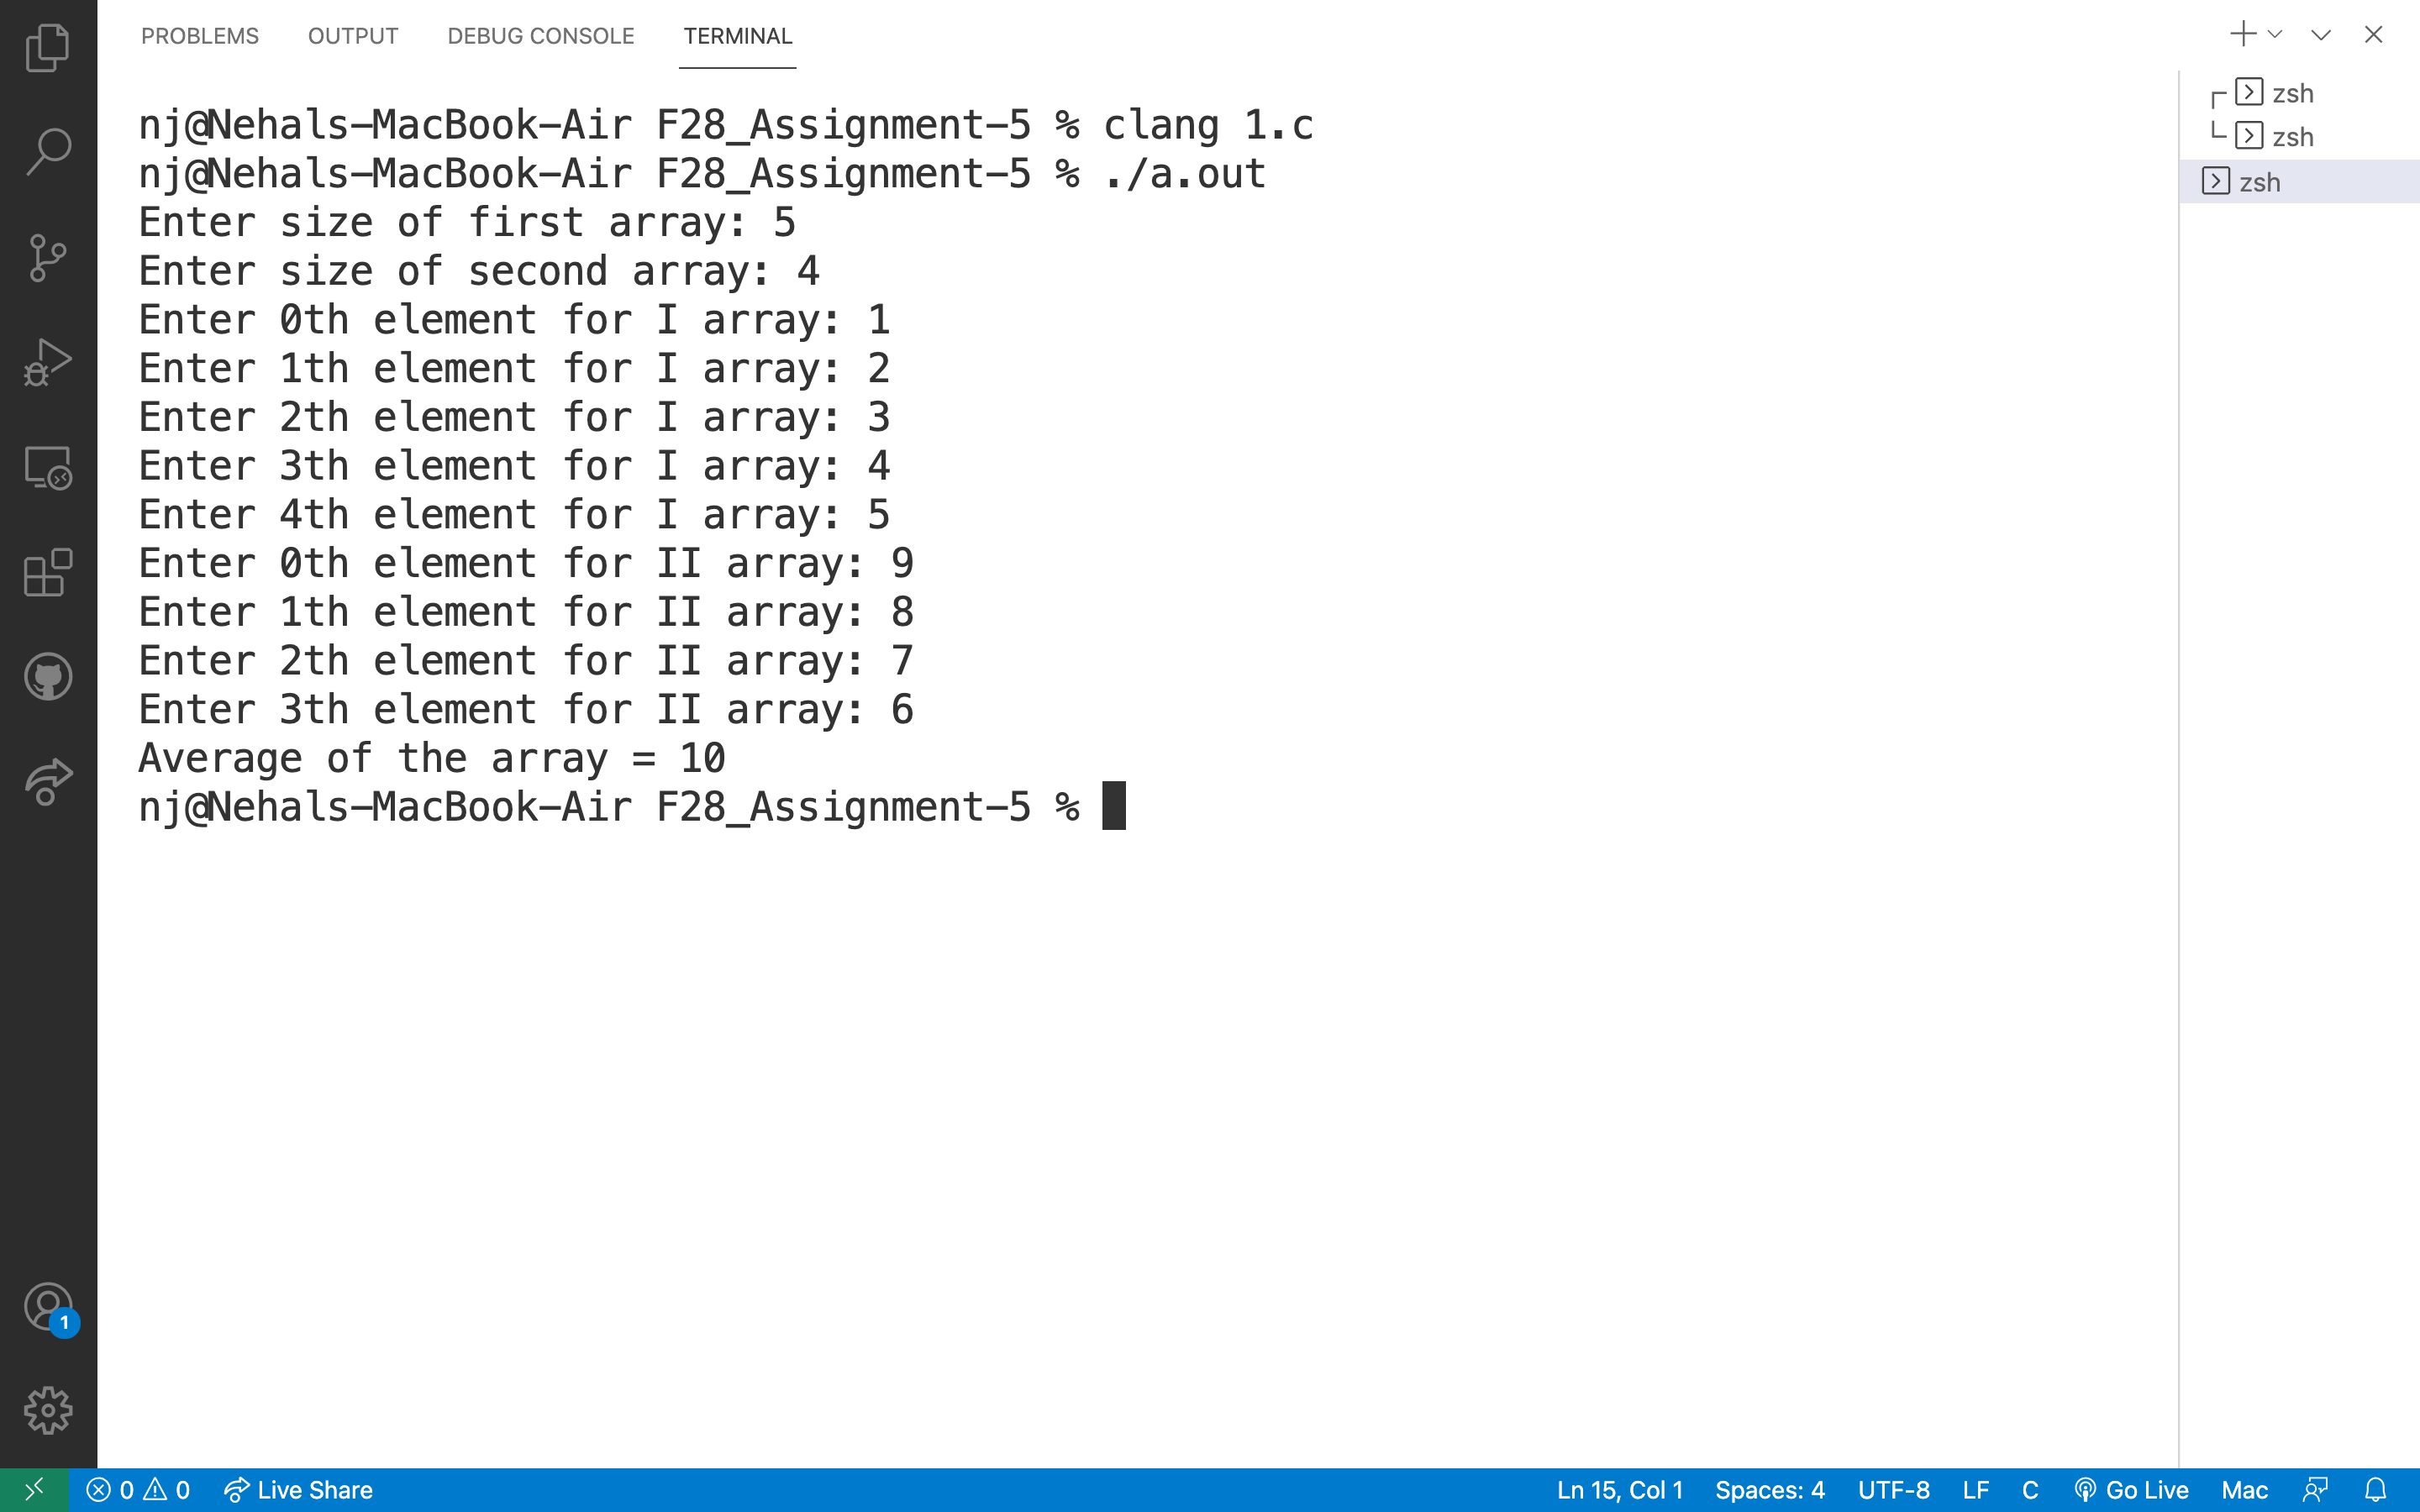 PROBLEMS OUTPUT DEBUG CONSOLE TERMINAL
nj@Nehals-MacBook-Air F28_Assignment-5 % clang 1.c
nj@Nehals-MacBook-Air F28_Assignment-5 % ./a.out
Enter size of first array: 5
Enter size of second array: 4
Enter 0th element for I array: 1
Enter 1th element for I array: 2
Enter 2th element for I array: 3
Enter 3th element for I array: 4
Enter 4th element for I array: 5
Enter 0th element for II array: 9
Enter 1th element for II array: 8
Enter 2th element for II array: 7
Enter 3th element for II array: 6
Average of the array = 10
nj@Nehals-MacBook-Air F28_Assignment-5 %
zsh
zsh
zsh
1
0 0 Live Share Ln 15, Col 1 Spaces: 4 UTF-8 LF C Go Live Mac